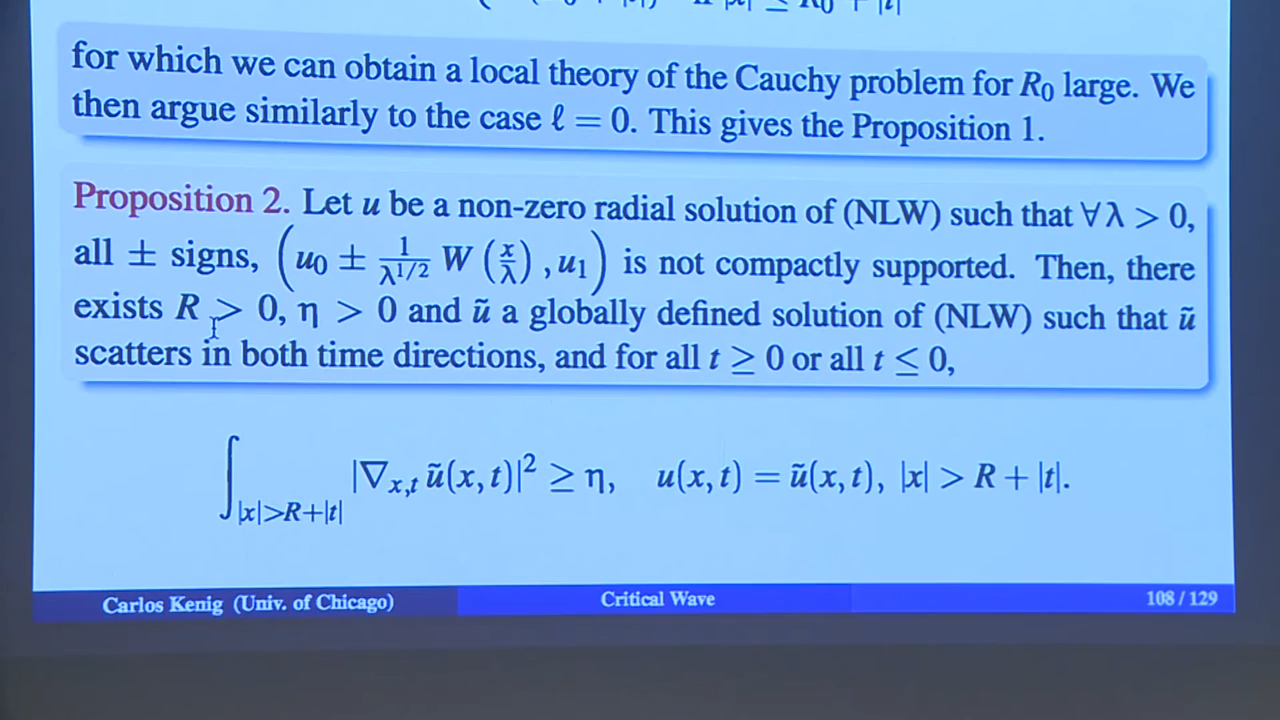 for which we can obtain a local theory of the Cauchy problem for R₀ large. We
then argue similarly to the case ℓ = 0. This gives the Proposition 1.
Proposition 2. Let u be a non-zero radial solution of (NLW) such that ∀λ > 0,
all ± signs, (u₀ ± 1/λ^{1/2} W (x/λ), u₁) is not compactly supported. Then, there
exists R > 0, η > 0 and ũ a globally defined solution of (NLW) such that ũ
scatters in both time directions, and for all t ≥ 0 or all t ≤ 0,
∫_{|x|>R+|t|} |∇_{x,t} ũ(x,t)|² ≥ η, u(x,t) = ũ(x,t), |x| > R + |t|.
Carlos Kenig (Univ. of Chicago) Critical Wave 108 / 129